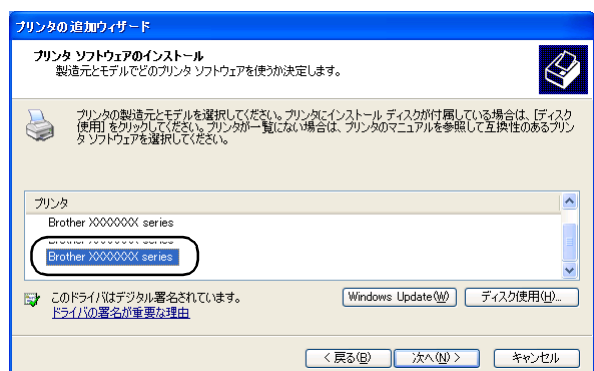 プリンタの追加ウィザード
プリンタ ソフトウェアのインストール
製造元とモデルでどのプリンタ ソフトウェアを使うか決定します。
プリンタの製造元とモデルを選択してください。プリンタにインストール ディスクが付属している場合は、[ディスク
使用] をクリックしてください。プリンタが一覧にない場合は、プリンタのマニュアルを参照して互換性のあるプリン
タ ソフトウェアを選択してください。
プリンタ
Brother XXXXXXX series
Brother XXXXXXX series
このドライバはデジタル署名されています。
ドライバの署名が重要な理由
Windows Update(W)
ディスク使用(H)...
< 戻る(B)
次へ(N) >
キャンセル